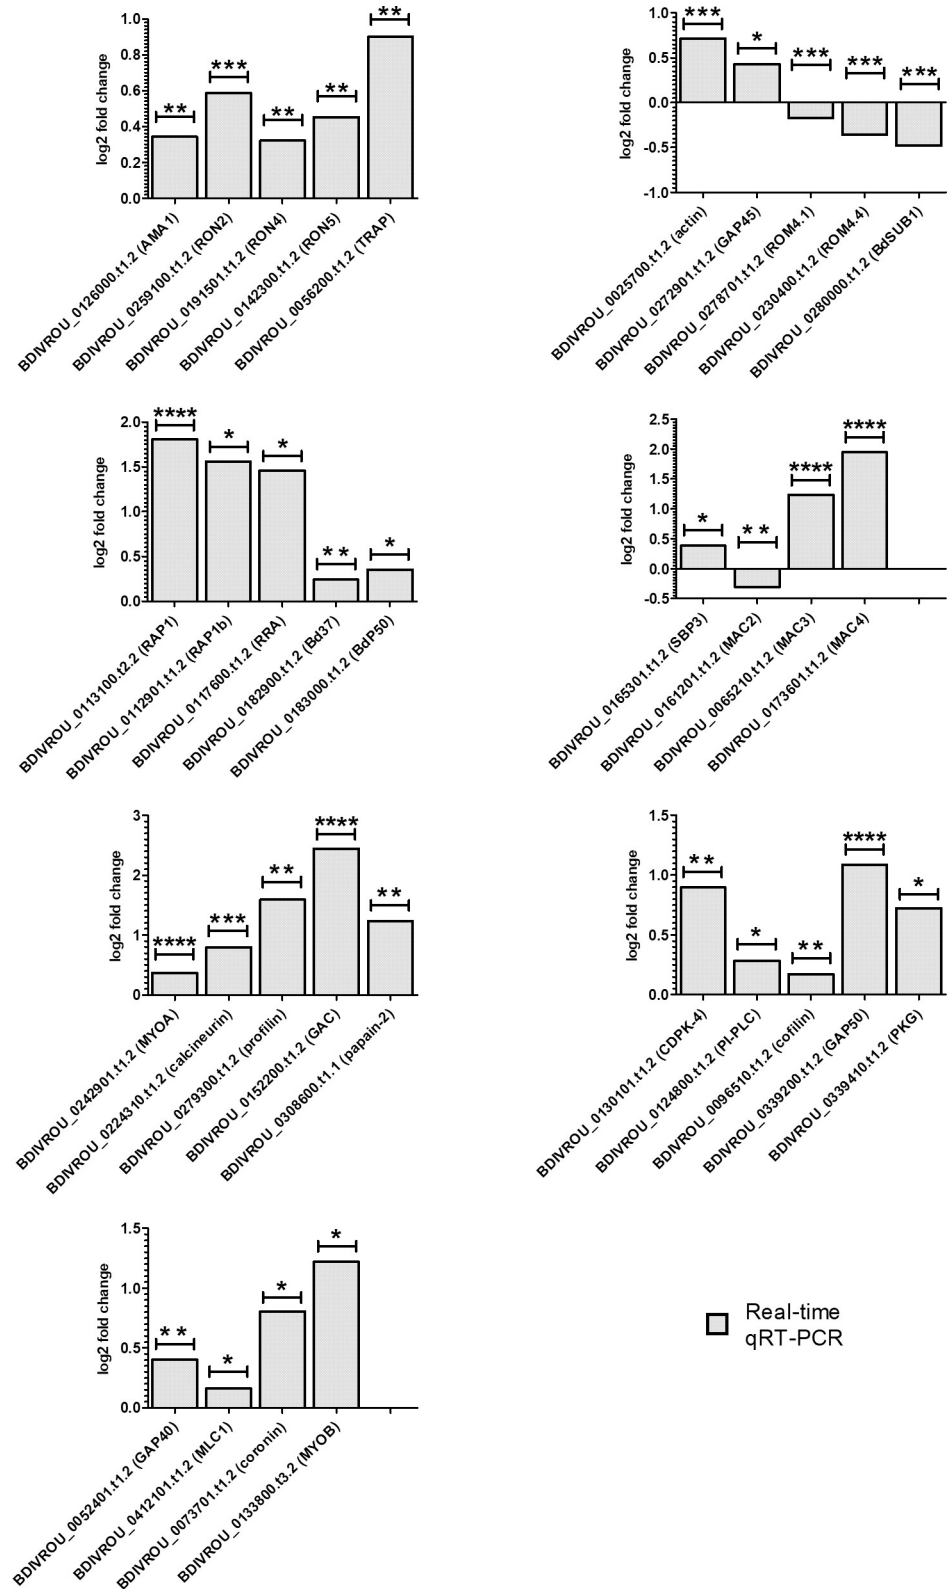 log2 fold change
1.0
0.8
0.6
0.4
0.2
0.0
** *** ** ** **
BDIVROU_0126000.t1.2 (AMA1)
BDIVROU_0259100.t1.2 (RON2)
BDIVROU_0191501.t1.2 (RON4)
BDIVROU_0142300.t1.2 (RON5)
BDIVROU_0056200.t1.2 (TRAP)
log2 fold change
1.0
0.5
0.0
-0.5
-1.0
*** * *** *** ***
BDIVROU_0025700.t1.2 (actin)
BDIVROU_0272901.t1.2 (GAP45)
BDIVROU_0278701.t1.2 (ROM4.1)
BDIVROU_0230400.t1.2 (ROM4.4)
BDIVROU_0280000.t1.2 (BdSUB1)
log2 fold change
2.0
1.5
1.0
0.5
0.0
**** * * ** *
BDIVROU_0113100.t2.2 (RAP1)
BDIVROU_0112901.t1.2 (RAP1b)
BDIVROU_0117600.t1.2 (RRA)
BDIVROU_0182900.t1.2 (Bd37)
BDIVROU_0183000.t1.2 (BdP50)
log2 fold change
2.5
2.0
1.5
1.0
0.5
0.0
-0.5
* ** **** ****
BDIVROU_0165301.t1.2 (SBP3)
BDIVROU_0161201.t1.2 (MAC2)
BDIVROU_0065210.t1.2 (MAC3)
BDIVROU_0173601.t1.2 (MAC4)
log2 fold change
3
2
1
0
**** *** ** **** **
BDIVROU_0242901.t1.2 (MYOA)
BDIVROU_0224310.t1.2 (calcineurin)
BDIVROU_0279300.t1.2 (profilin)
BDIVROU_0152200.t1.2 (GAC)
BDIVROU_0308600.t1.1 (papain-2)
log2 fold change
1.5
1.0
0.5
0.0
** * ** **** *
BDIVROU_0130101.t1.2 (CDPK-4)
BDIVROU_0124800.t1.2 (PI-PLC)
BDIVROU_0096510.t1.2 (cofilin)
BDIVROU_0339200.t1.2 (GAP50)
BDIVROU_0339410.t1.2 (PKG)
log2 fold change
1.5
1.0
0.5
0.0
** * * *
BDIVROU_0052401.t1.2 (GAP40)
BDIVROU_0412101.t1.2 (MLC1)
BDIVROU_0073701.t1.2 (coronin)
BDIVROU_0133800.t3.2 (MYOB)
Real-time
qRT-PCR